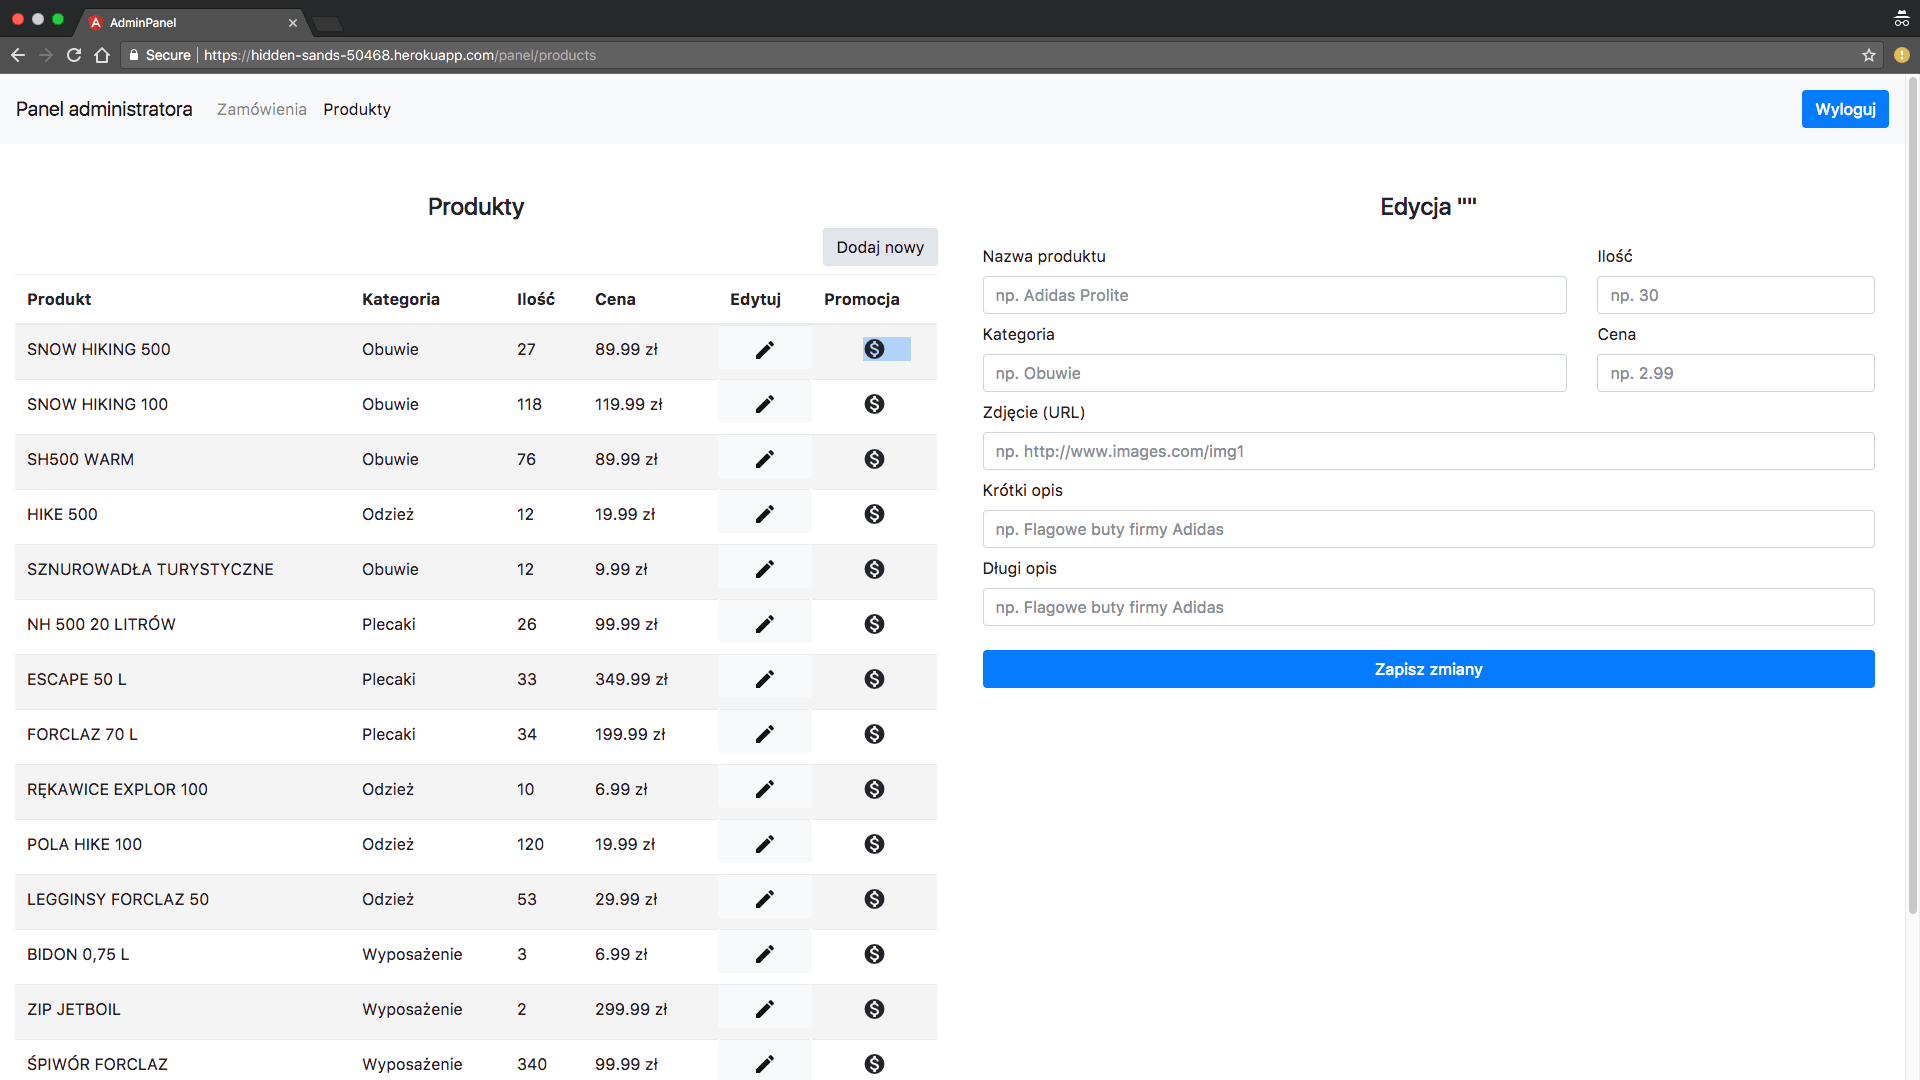 AdminPanel
Secure https://hidden-sands-50468.herokuapp.com/panel/products
Panel administratora Zamówienia Produkty Wyloguj
Produkty
Dodaj nowy
Produkt Kategoria Ilość Cena Edytuj Promocja
SNOW HIKING 500 Obuwie 27 89.99 zł
SNOW HIKING 100 Obuwie 118 119.99 zł
SH500 WARM Obuwie 76 89.99 zł
HIKE 500 Odzież 12 19.99 zł
SZNUROWADŁA TURYSTYCZNE Obuwie 12 9.99 zł
NH 500 20 LITRÓW Plecaki 26 99.99 zł
ESCAPE 50 L Plecaki 33 349.99 zł
FORCLAZ 70 L Plecaki 34 199.99 zł
RĘKAWICE EXPLOR 100 Odzież 10 6.99 zł
POLA HIKE 100 Odzież 120 19.99 zł
LEGGINSY FORCLAZ 50 Odzież 53 29.99 zł
BIDON 0,75 L Wyposażenie 3 6.99 zł
ZIP JETBOIL Wyposażenie 2 299.99 zł
ŚPIWÓR FORCLAZ Wyposażenie 340 99.99 zł
Edycja ""
Nazwa produktu Ilość
np. Adidas Prolite np. 30
Kategoria Cena
np. Obuwie np. 2.99
Zdjęcie (URL)
np. http://www.images.com/img1
Krótki opis
np. Flagowe buty firmy Adidas
Długi opis
np. Flagowe buty firmy Adidas
Zapisz zmiany